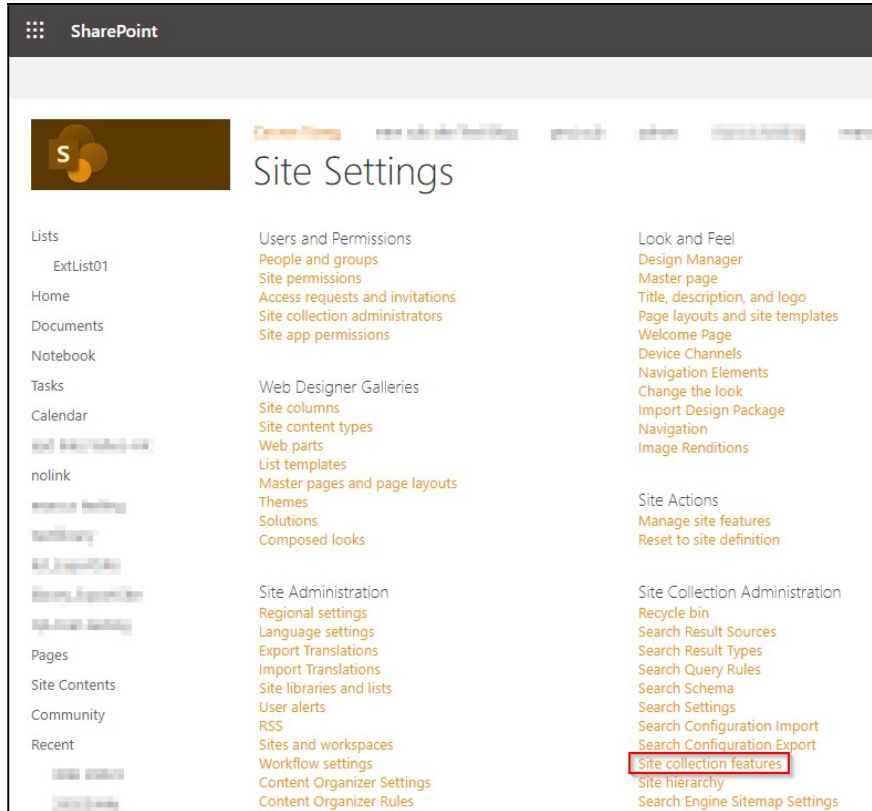 SharePoint
S
Site Settings
Lists
ExtList01
Home
Documents
Notebook
Tasks
Calendar
nolink
Pages
Site Contents
Community
Recent
Users and Permissions
People and groups
Site permissions
Access requests and invitations
Site collection administrators
Site app permissions
Web Designer Galleries
Site columns
Site content types
Web parts
List templates
Master pages and page layouts
Themes
Solutions
Composed looks
Site Administration
Regional settings
Language settings
Export Translations
Import Translations
Site libraries and lists
User alerts
RSS
Sites and workspaces
Workflow settings
Content Organizer Settings
Content Organizer Rules
Look and Feel
Design Manager
Master page
Title, description, and logo
Page layouts and site templates
Welcome Page
Device Channels
Navigation Elements
Change the look
Import Design Package
Navigation
Image Renditions
Site Actions
Manage site features
Reset to site definition
Site Collection Administration
Recycle bin
Search Result Sources
Search Result Types
Search Query Rules
Search Schema
Search Settings
Search Configuration Import
Search Configuration Export
Site collection features
Site hierarchy
Search Engine Sitemap Settings